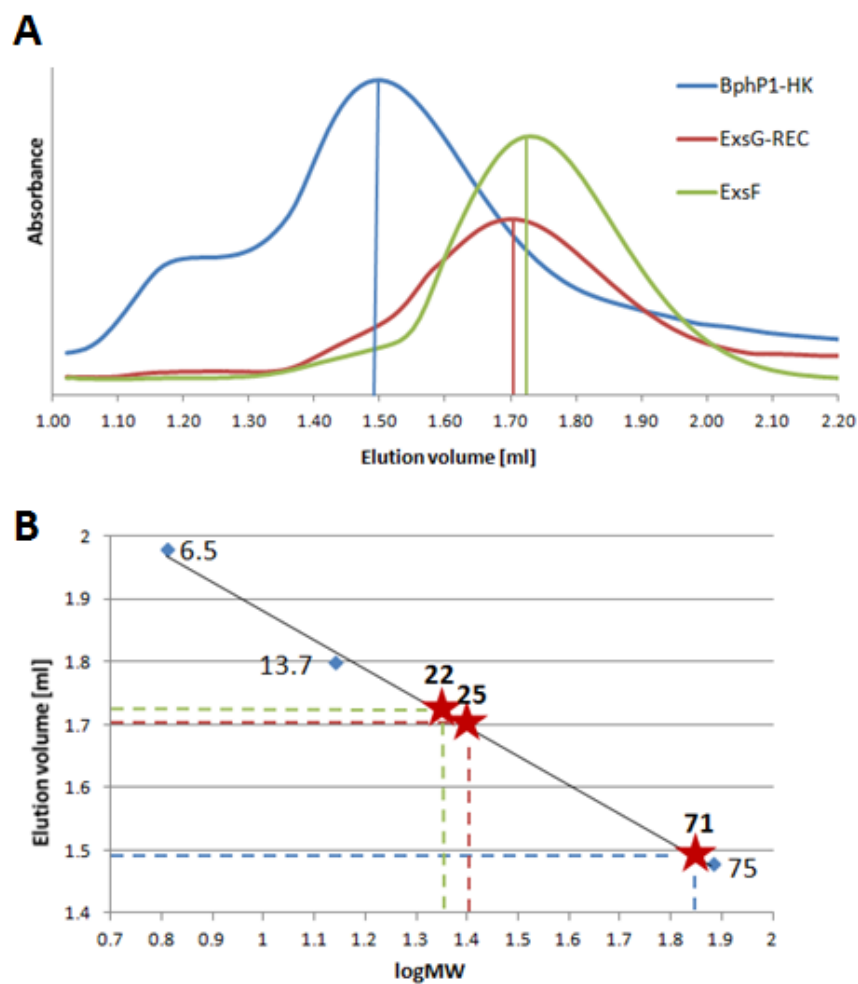 A
Absorbance
BphP1-HK
ExsG-REC
ExsF
1.00 1.10 1.20 1.30 1.40 1.50 1.60 1.70 1.80 1.90 2.00 2.10 2.20
Elution volume [ml]
B
Elution volume [ml]
2
1.9
1.8
1.7
1.6
1.5
1.4
6.5
13.7
22
25
71
75
0.7 0.8 0.9 1 1.1 1.2 1.3 1.4 1.5 1.6 1.7 1.8 1.9 2
logMW